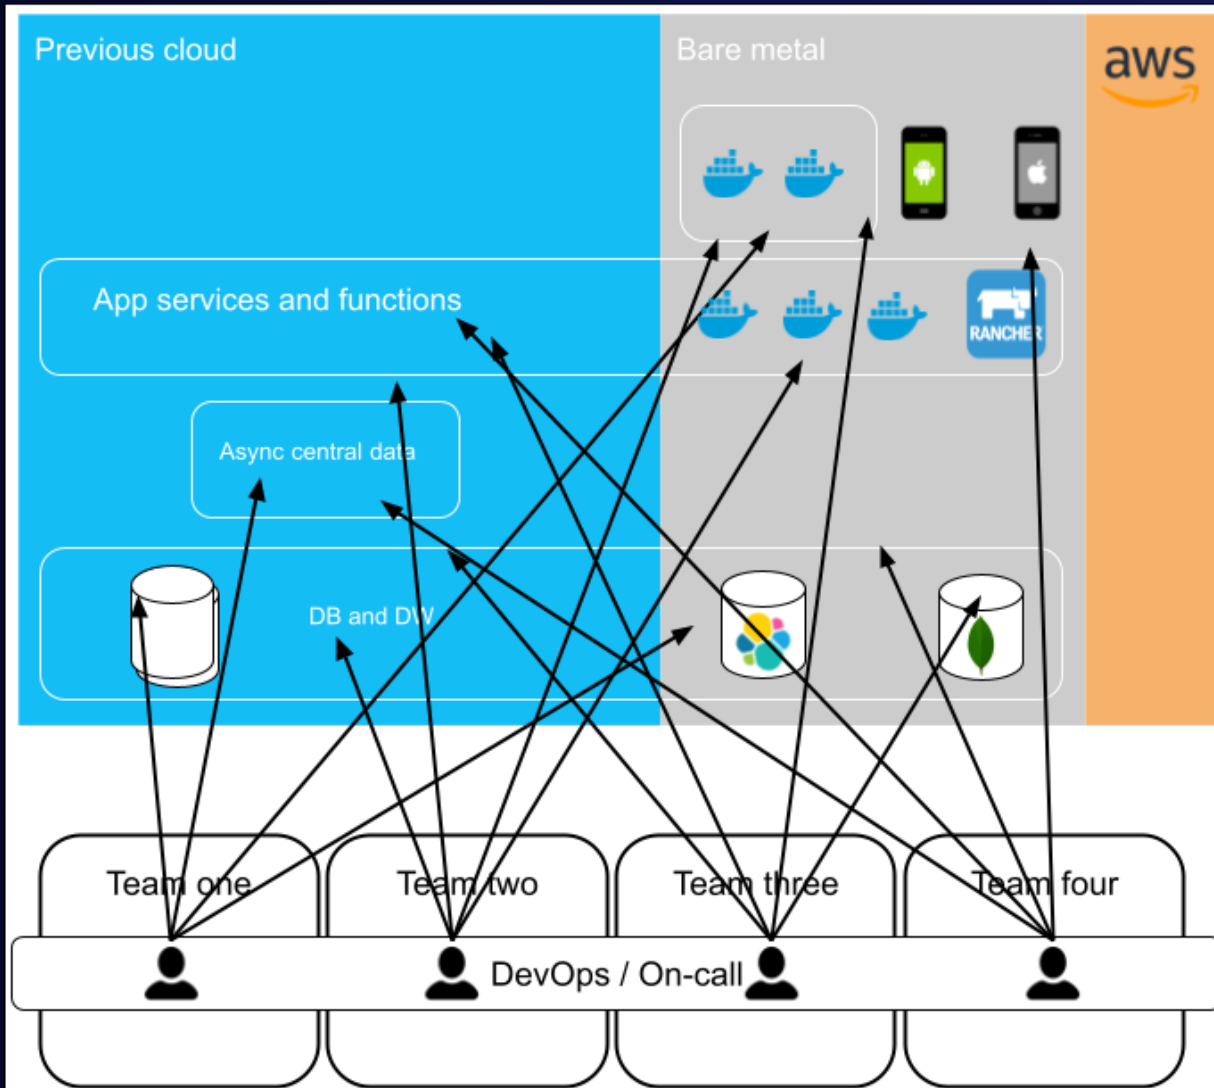 Previous cloud
Bare metal
aws
App services and functions
RANCHER
Async central data
DB and DW
Team one
Team two
Team three
Team four
DevOps / On-call